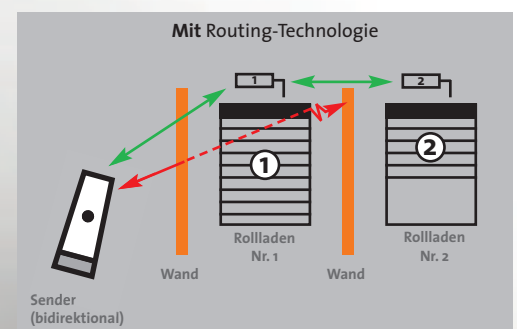 Mit Routing-Technologie
1
2
1
2
Rollladen
Nr. 1
Rollladen
Nr. 2
Wand
Wand
Sender
(bidirektional)